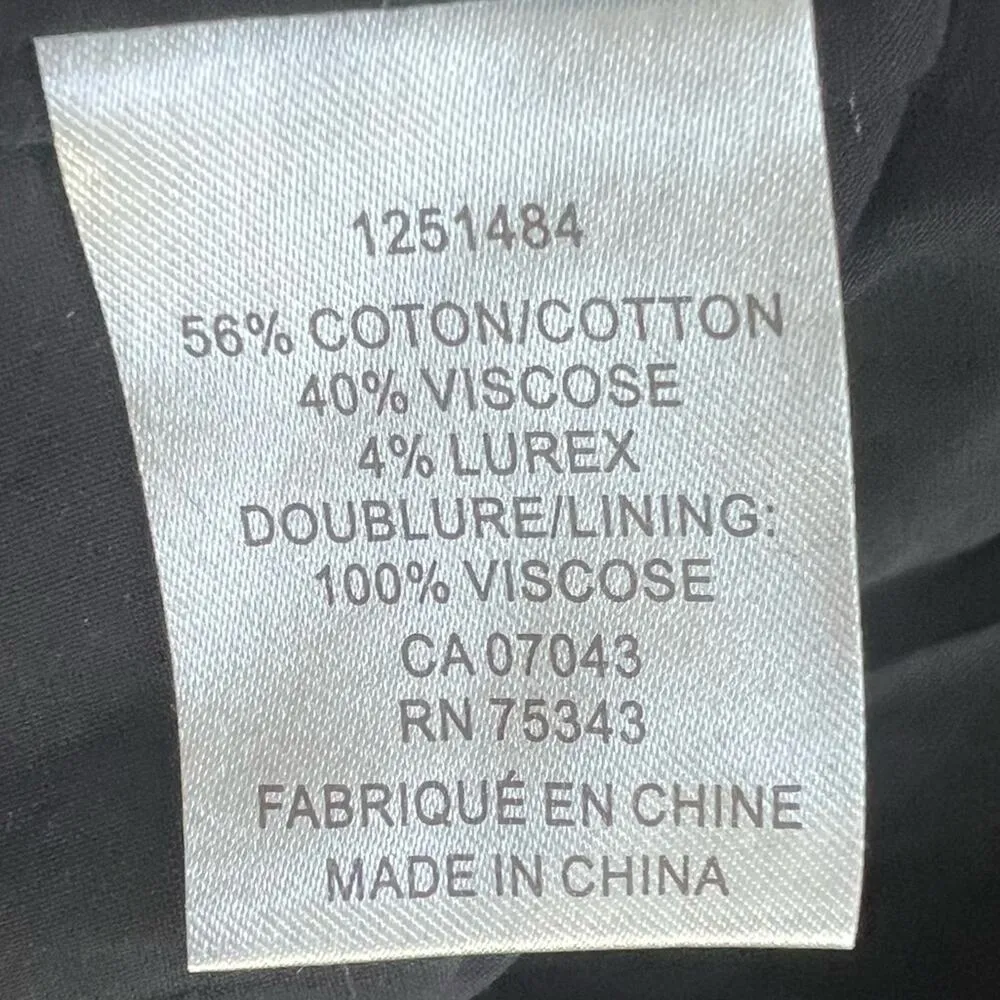 1251484
56% COTON/COTTON
40% VISCOSE
4% LUREX
DOUBLURE/LINING:
100% VISCOSE
CA 07043
RN 75343
FABRIQUÉ EN CHINE
MADE IN CHINA